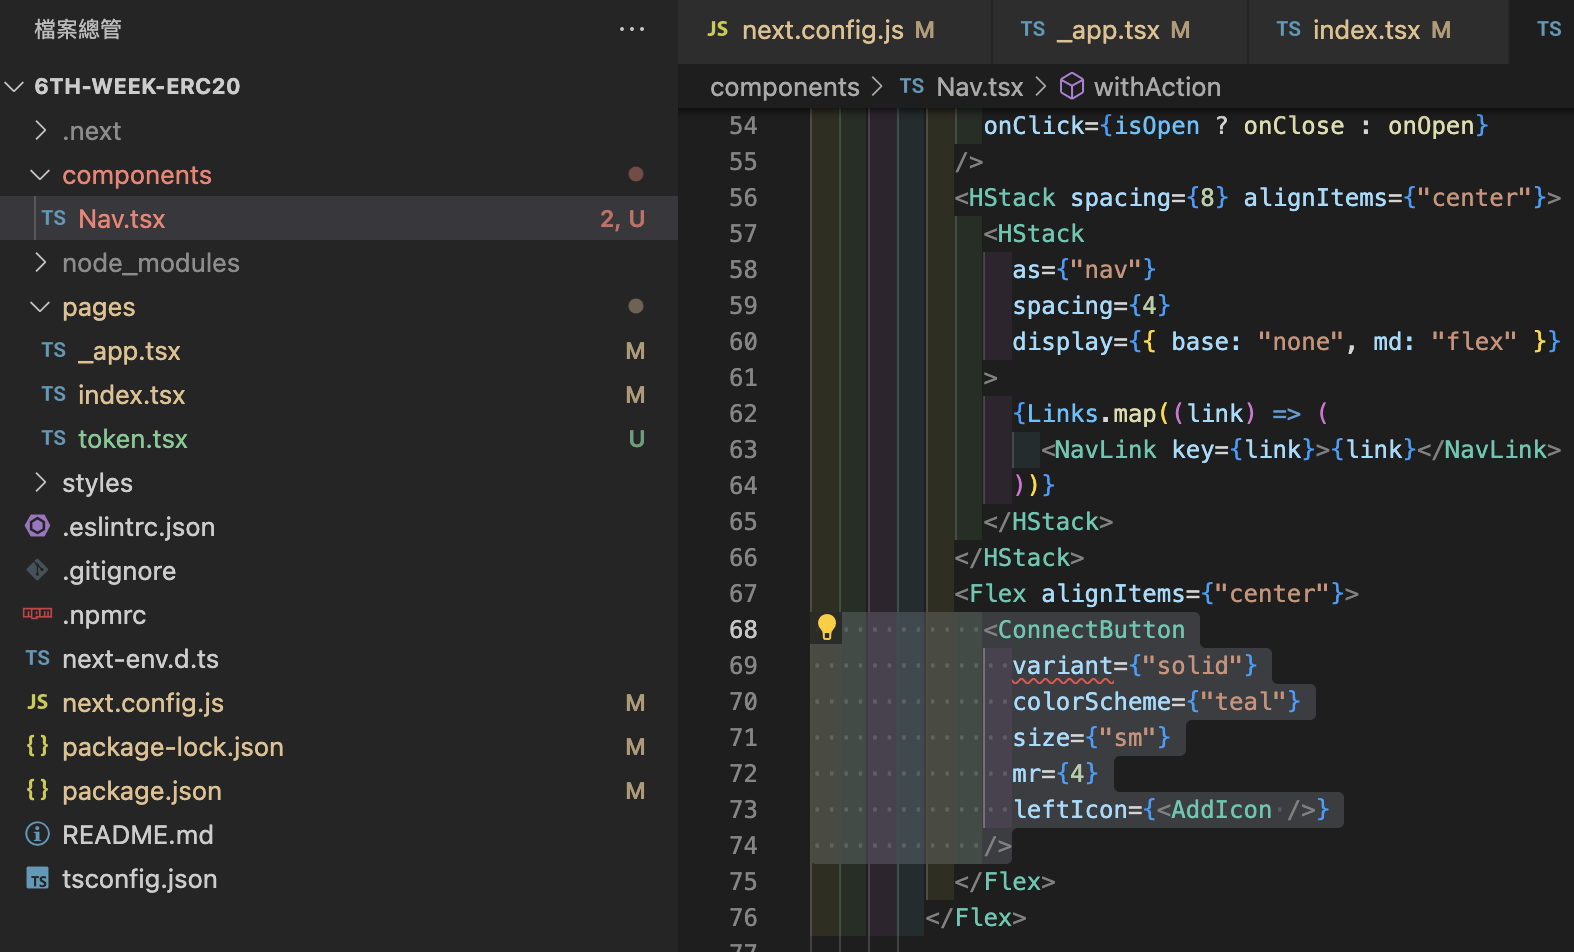 檔案總管
6TH-WEEK-ERC20
.next
components
TS Nav.tsx 2, U
node_modules
pages
TS _app.tsx M
TS index.tsx M
TS token.tsx U
styles
.eslintrc.json
.gitignore
npm .npmrc
TS next-env.d.ts
JS next.config.js M
{} package-lock.json M
{} package.json M
README.md
TS tsconfig.json
JS next.config.js M TS _app.tsx M TS index.tsx M TS
components > TS Nav.tsx > withAction
54 onClick={isOpen ? onClose : onOpen}
55 />
56 <HStack spacing={8} alignItems={"center"}>
57 <HStack
58 as={"nav"}
59 spacing={4}
60 display={{ base: "none", md: "flex" }}
61 >
62 {Links.map((link) => (
63 <NavLink key={link}>{link}</NavLink>
64 ))}
65 </HStack>
66 </HStack>
67 <Flex alignItems={"center"}>
68 <ConnectButton
69 variant={"solid"}
70 colorScheme={"teal"}
71 size={"sm"}
72 mr={4}
73 leftIcon={<AddIcon />}
74 />
75 </Flex>
76 </Flex>
77